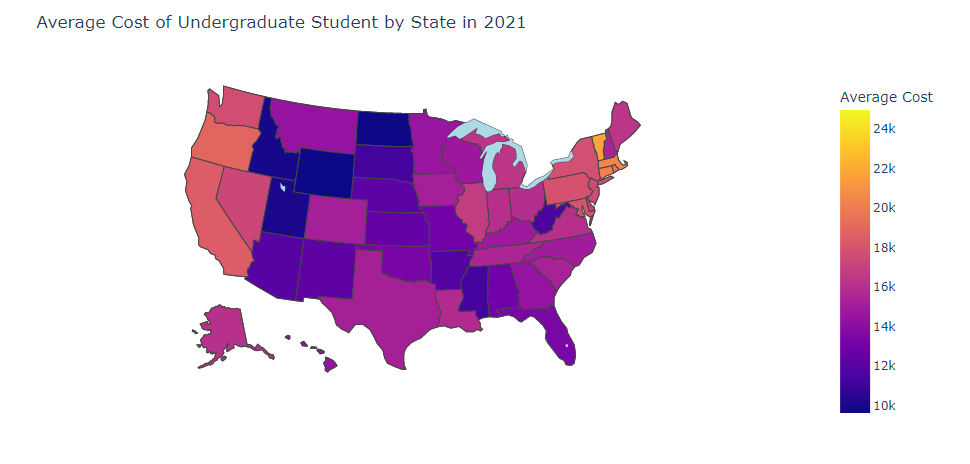 Average Cost of Undergraduate Student by State in 2021
Average Cost
24k
22k
20k
18k
16k
14k
12k
10k